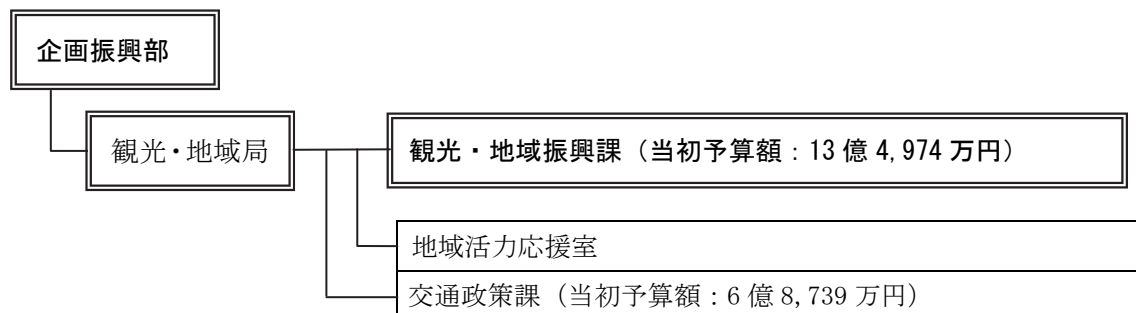 企画振興部
観光・地域局
観光・地域振興課（当初予算額：13 億 4,974 万円）
地域活力応援室
交通政策課（当初予算額：6 億 8,739 万円）